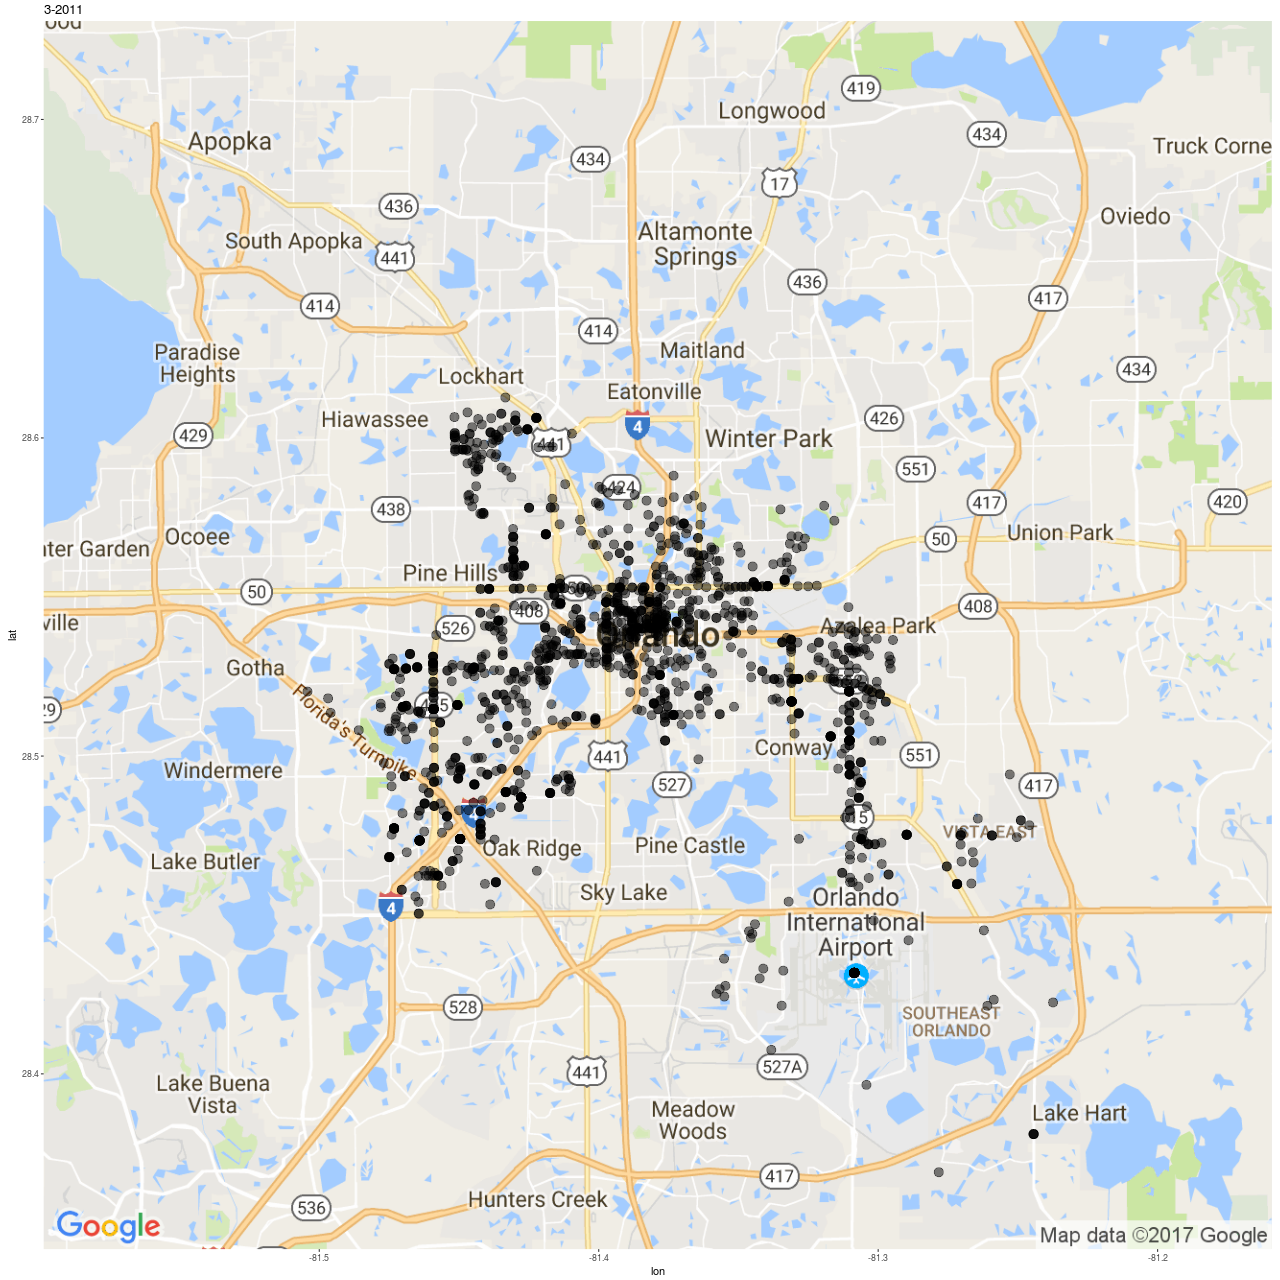 3-2011
ood
419
Longwood
28.7
434
Apopka
Truck Corne
434
17
436
Oviedo
South Apopka
Altamonte
Springs
441
436
417
414
414
Maitland
Paradise
Heights
434
Lockhart
Eatonville
Hiawassee
426
4
28.6
429
441
Winter Park
551
424
438
417
420
Ocoee
50
Union Park
ater Garden
Pine Hills
50
50
408
408
ville
526
Azalea Park
Orlando
lat
Gotha
29
Florida's Turnpike
Conway
28.5
441
551
Windermere
527
417
15
VISTA EAST
Oak Ridge
Pine Castle
Lake Butler
Sky Lake
Orlando
International
Airport
4
528
SOUTHEAST
ORLANDO
527A
28.4
441
Lake Buena
Vista
Meadow
Woods
Lake Hart
417
Hunters Creek
536
Google
Map data ©2017 Google
-81.5
-81.4
-81.3
-81.2
lon